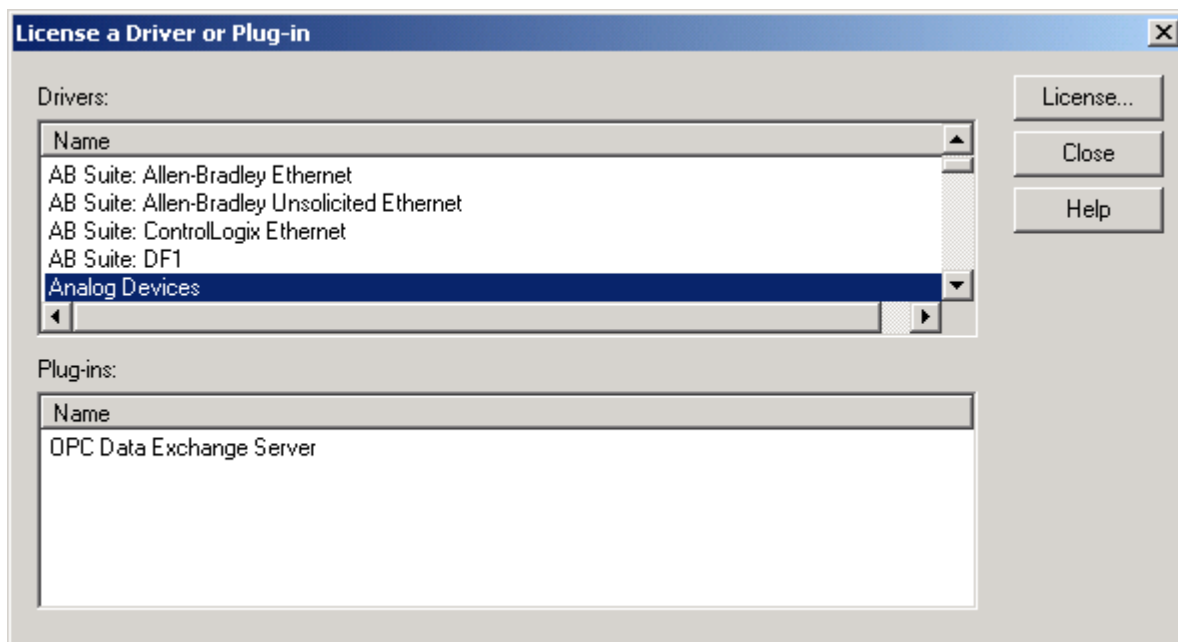 License a Driver or Plug-in
Drivers:
License...
Name
Close
AB Suite: Allen-Bradley Ethernet
AB Suite: Allen-Bradley Unsolicited Ethernet
Help
AB Suite: ControlLogix Ethernet
AB Suite: DF1
Analog Devices
Plug-ins:
Name
OPC Data Exchange Server